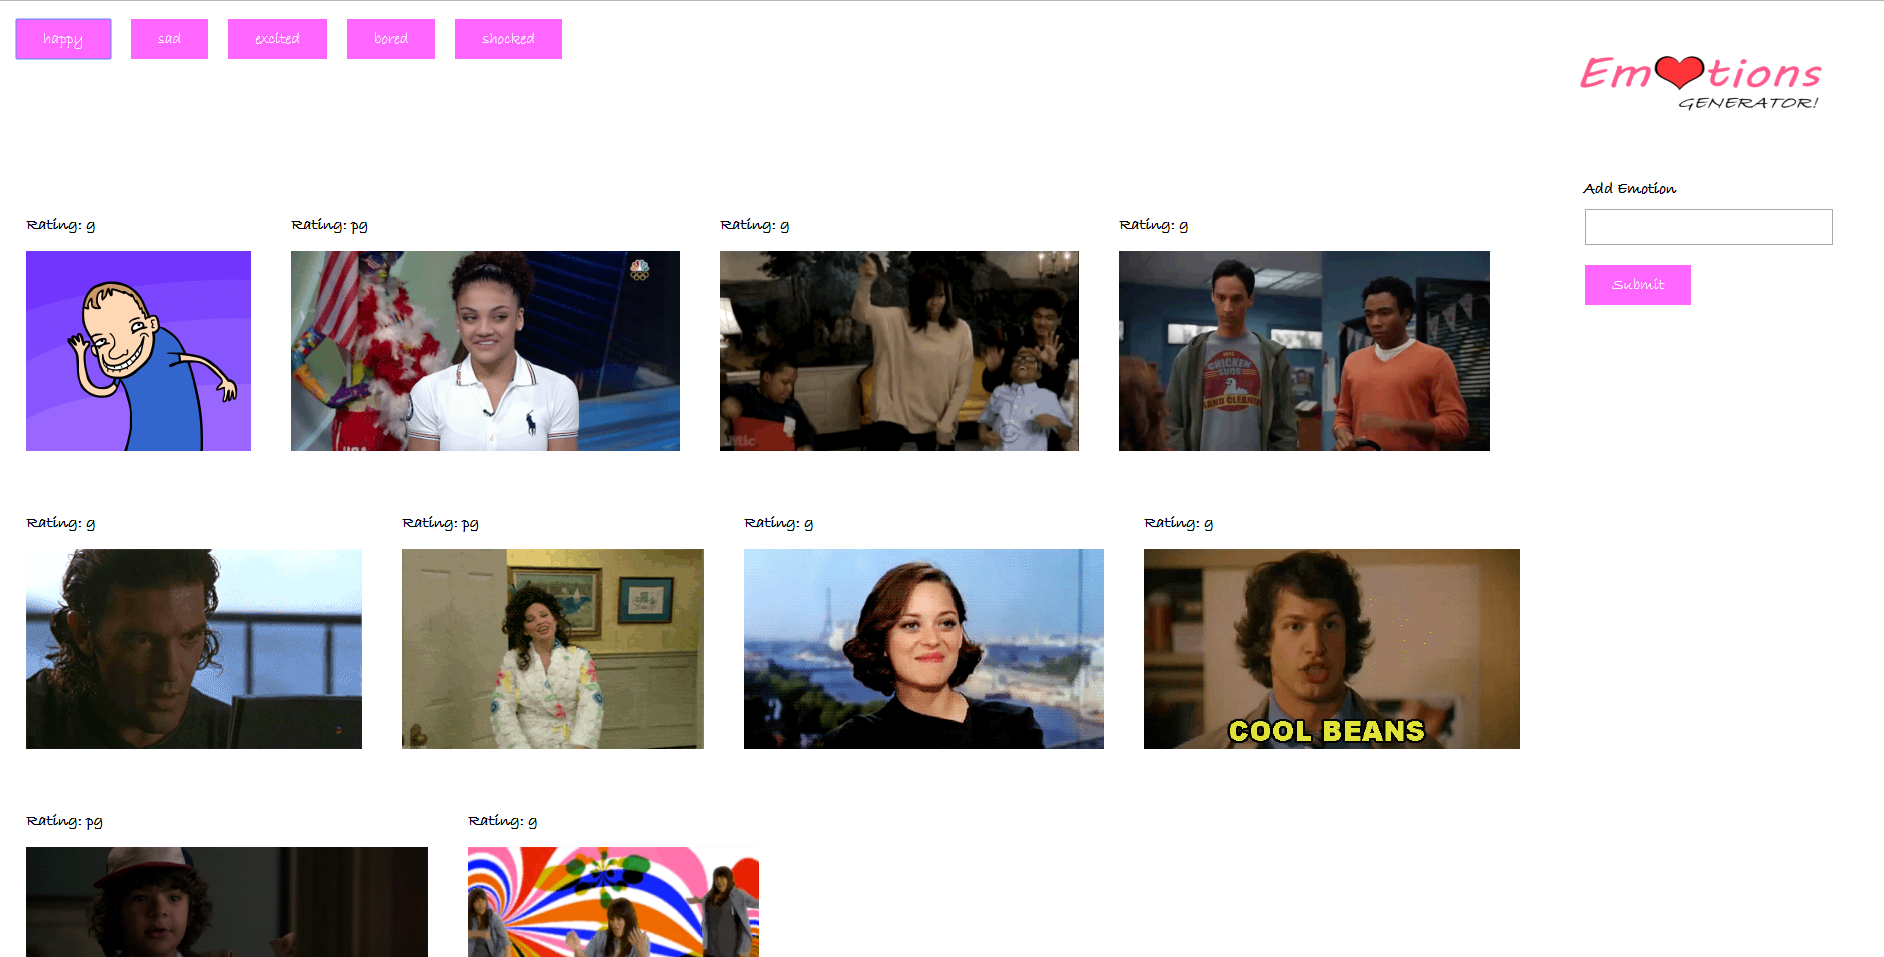 happy sad excited bored shocked
Em tions
GENERATOR!
Add Emotion
Submit
Rating: g Rating: pg Rating: g Rating: g
CHICKEN
SUDS
HAND CLEANER
Mic
Rating: g Rating: pg Rating: g Rating: g
COOL BEANS
Rating: pg Rating: g